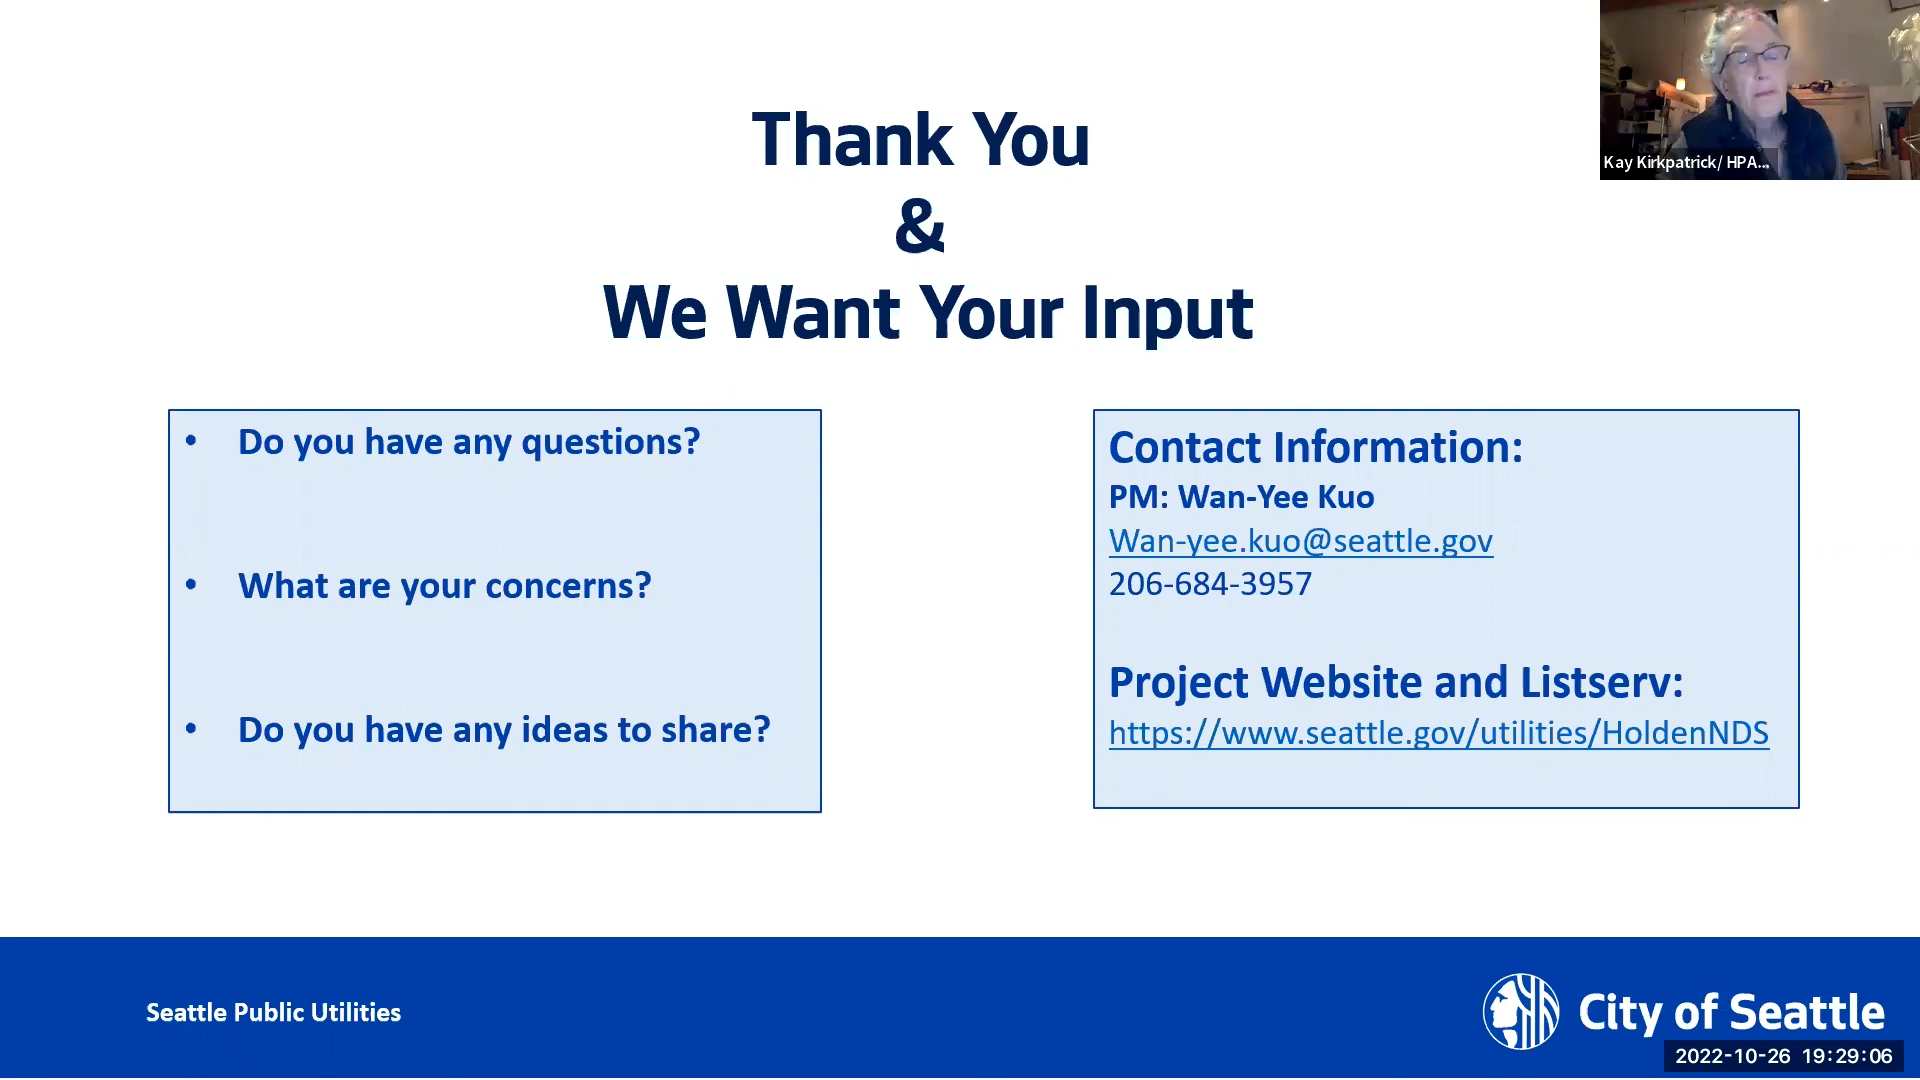 Thank You
&
We Want Your Input
• Do you have any questions?
• What are your concerns?
• Do you have any ideas to share?
Contact Information:
PM: Wan-Yee Kuo
Wan-yee.kuo@seattle.gov
206-684-3957
Project Website and Listserv:
https://www.seattle.gov/utilities/HoldenNDS
Kay Kirkpatrick/ HPA...
Seattle Public Utilities
City of Seattle
2022-10-26 19:29:06